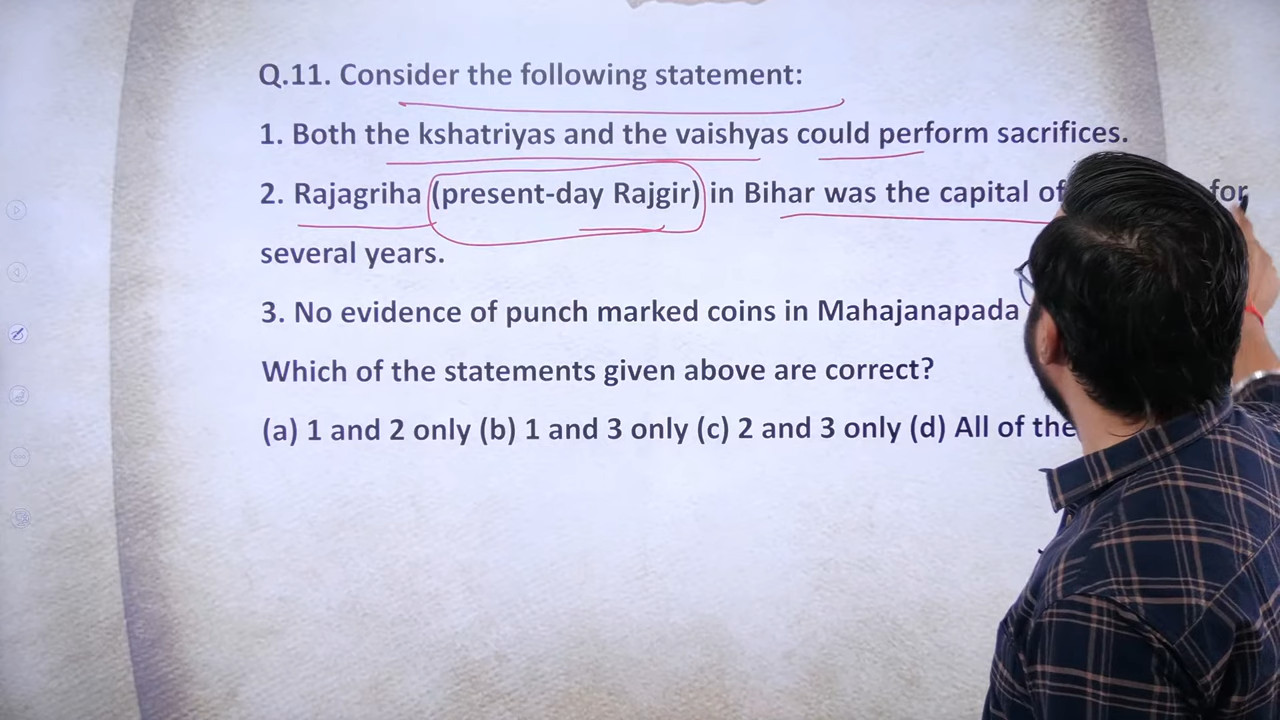 Q.11. Consider the following statement:
1. Both the kshatriyas and the vaishyas could perform sacrifices.
2. Rajagriha (present-day Rajgir) in Bihar was the capital of for
several years.
3. No evidence of punch marked coins in Mahajanapada
Which of the statements given above are correct?
(a) 1 and 2 only (b) 1 and 3 only (c) 2 and 3 only (d) All of the